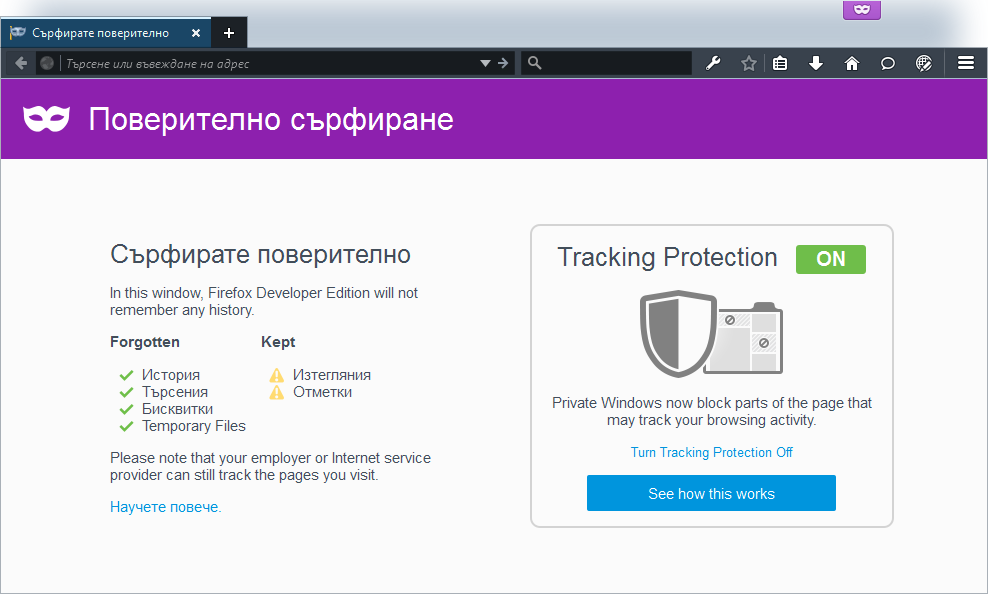 Сърфирате поверително
Търсене или въвеждане на адрес
Поверително сърфиране
Сърфирате поверително
In this window, Firefox Developer Edition will not
remember any history.
Forgotten
Kept
История
Търсения
Бисквитки
Temporary Files
Изтегляния
Отметки
Please note that your employer or Internet service
provider can still track the pages you visit.
Научете повече.
Tracking Protection
ON
Private Windows now block parts of the page that
may track your browsing activity.
Turn Tracking Protection Off
See how this works